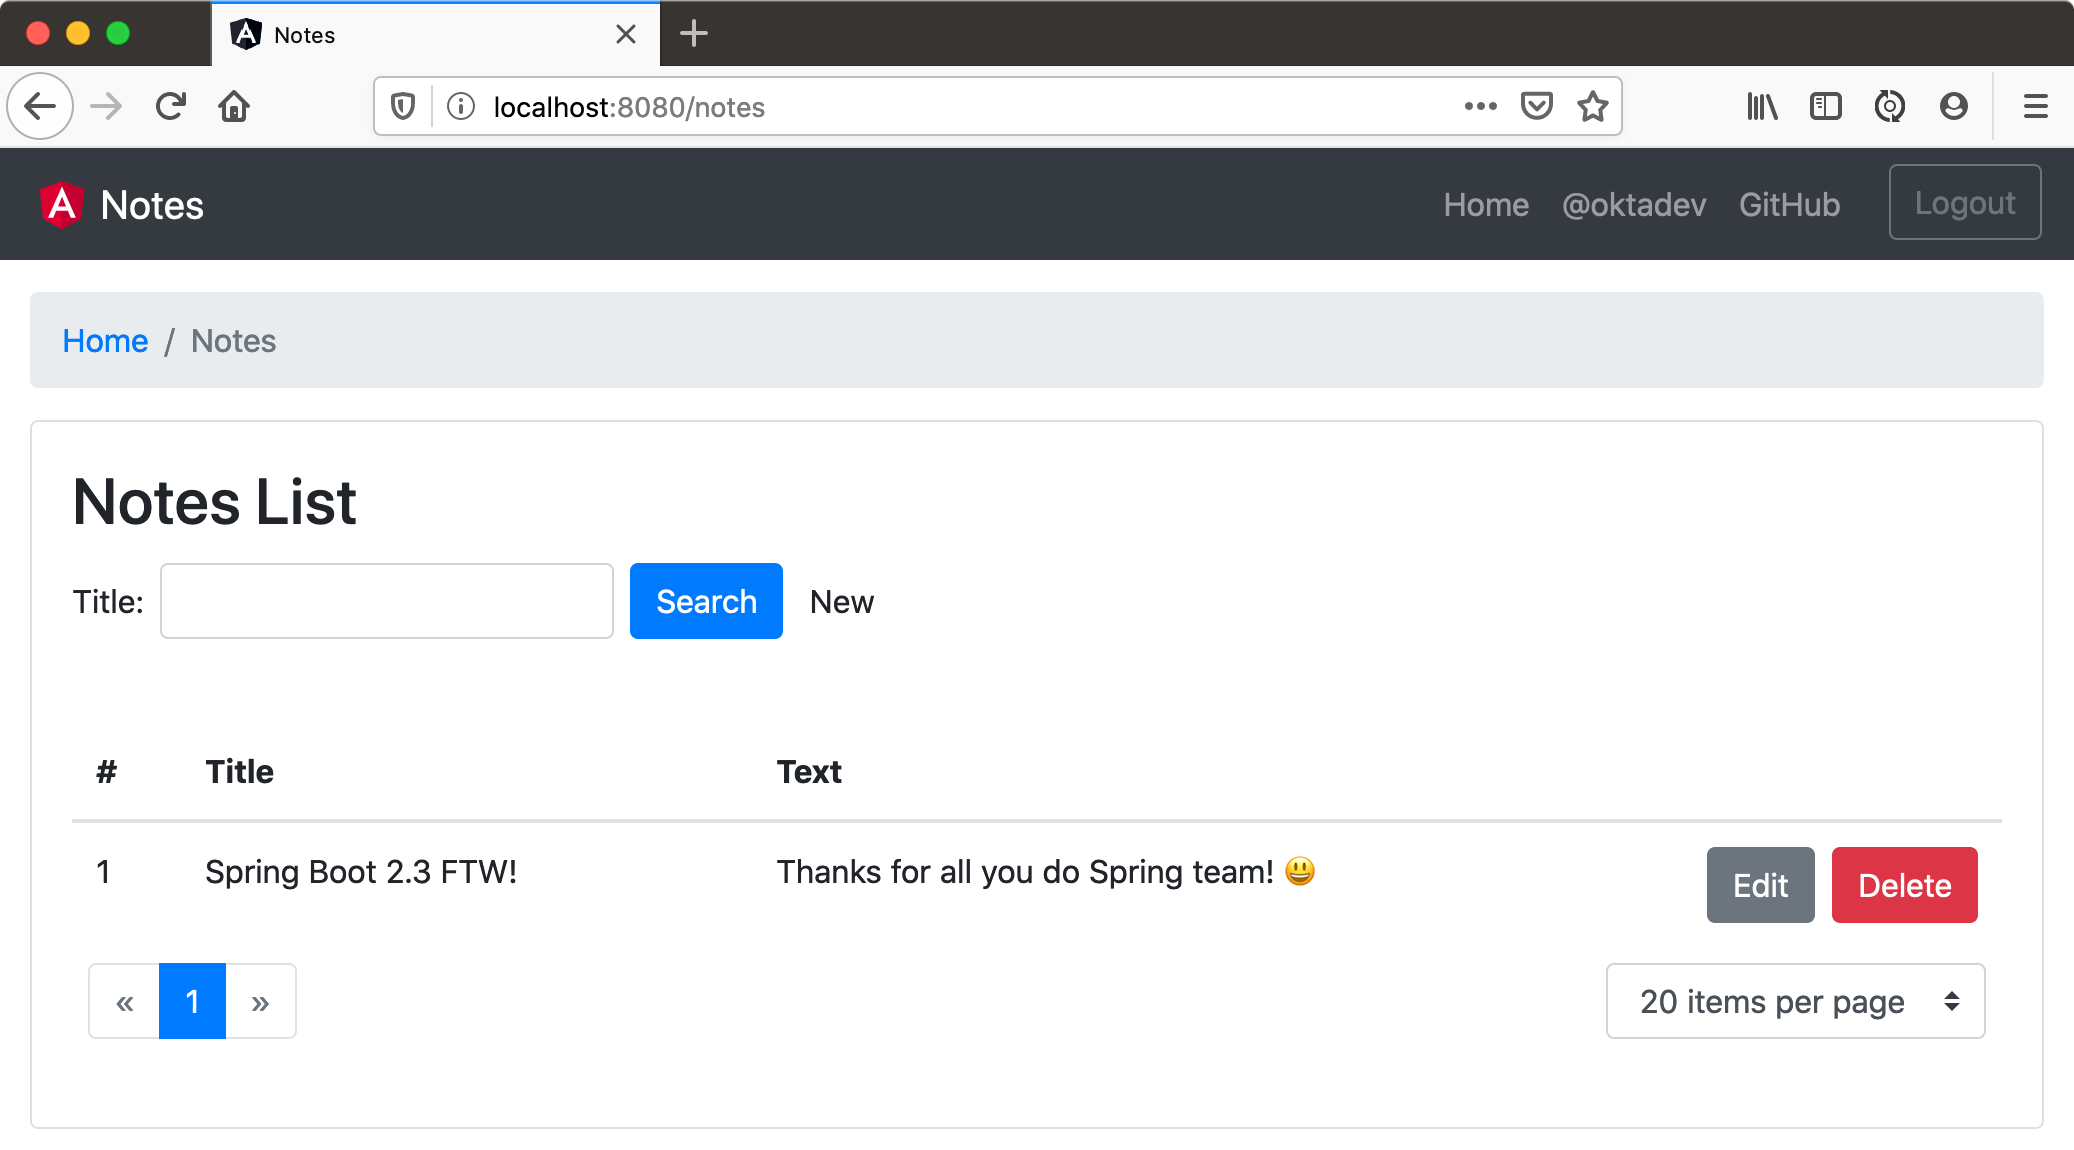 Notes
localhost:8080/notes
Notes Home @oktadev GitHub Logout
Home / Notes
Notes List
Title: Search New
# Title Text
1 Spring Boot 2.3 FTW! Thanks for all you do Spring team! 😃 Edit Delete
« 1 » 20 items per page